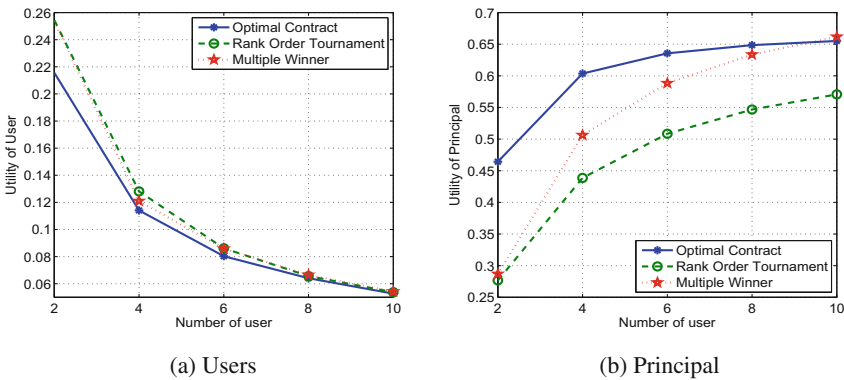 0.26
0.24
0.22
0.2
0.18
0.16
0.14
0.12
0.1
0.08
0.06
Utility of User
2
4
6
8
10
Number of user
Optimal Contract
Rank Order Tournament
Multiple Winner
(a) Users
0.7
0.65
0.6
0.55
0.5
0.45
0.4
0.35
0.3
0.25
Utility of Principal
2
4
6
8
10
Number of user
Optimal Contract
Rank Order Tournament
Multiple Winner
(b) Principal